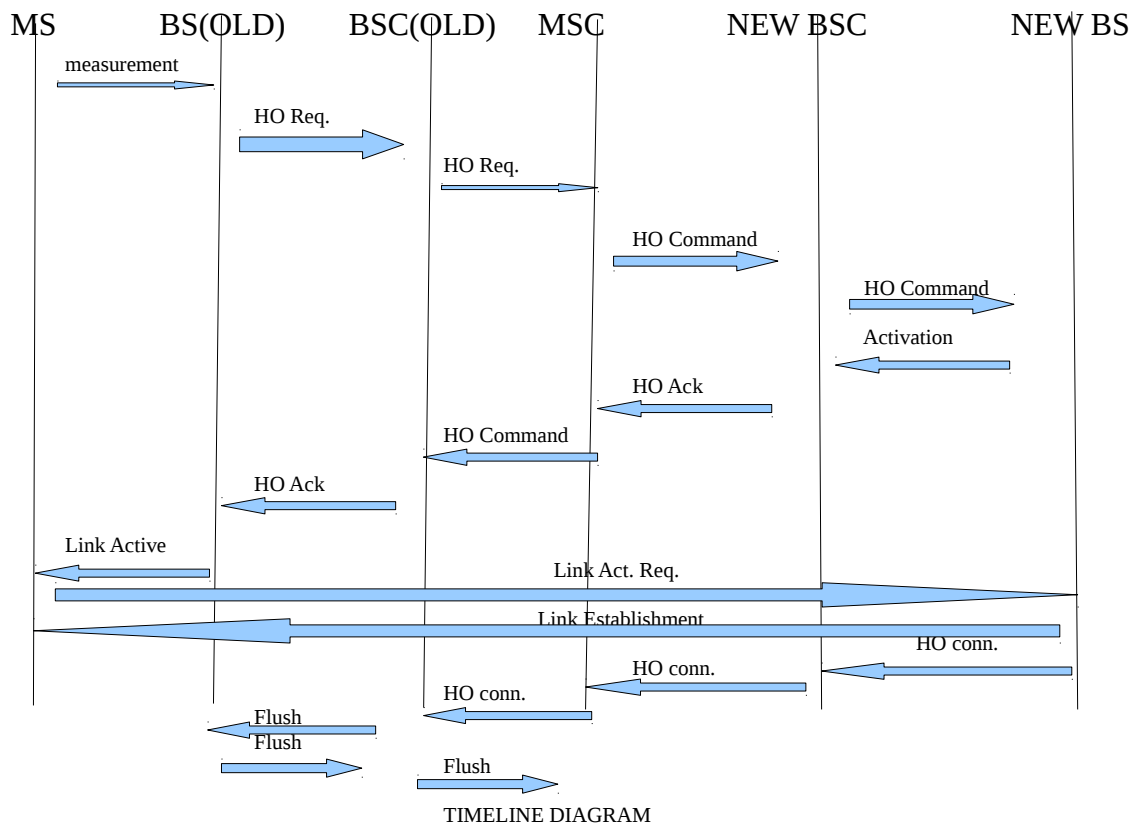 MS BS(OLD) BSC(OLD) MSC NEW BSC NEW BS
measurement
HO Req.
HO Req.
HO Command
HO Command
Activation
HO Ack
HO Command
HO Ack
Link Active
Link Act. Req.
Link Establishment
HO conn.
HO conn.
HO conn.
Flush
Flush
Flush
TIMELINE DIAGRAM